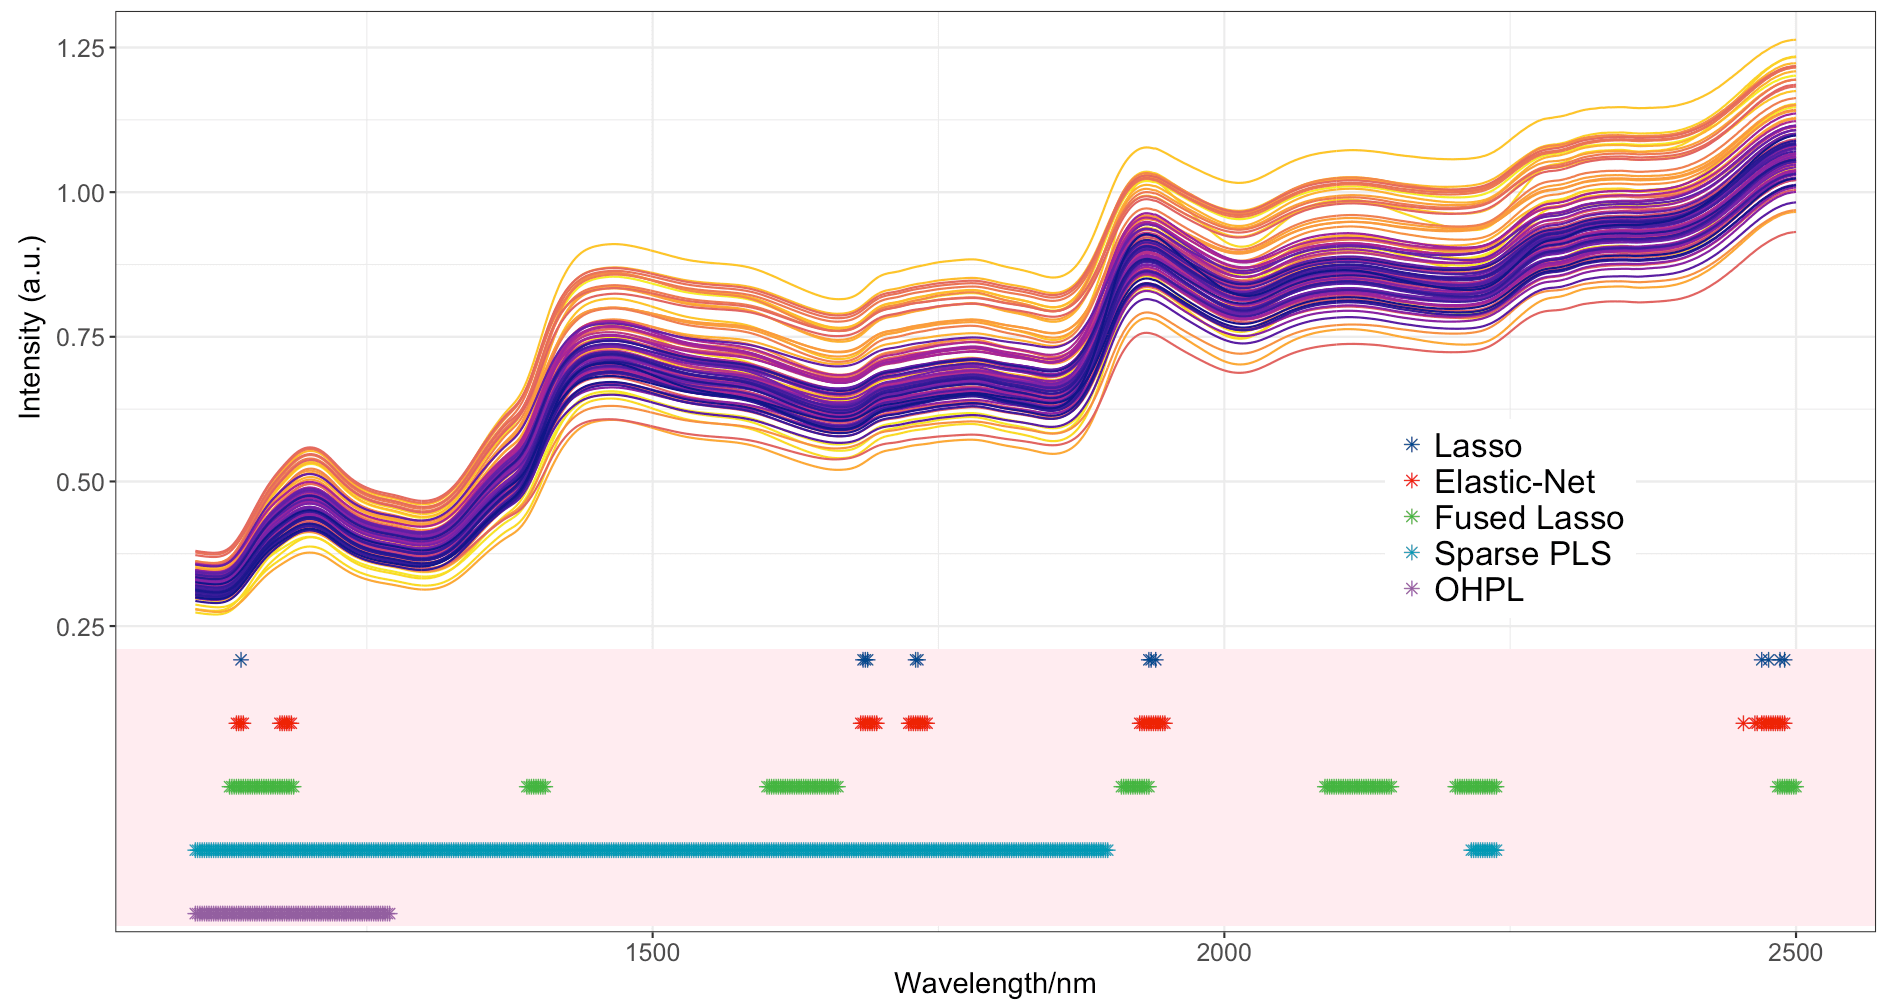 1.25
1.00
0.75
0.50
0.25
Intensity (a.u.)
Lasso
Elastic-Net
Fused Lasso
Sparse PLS
OHPL
1500
2000
2500
Wavelength/nm